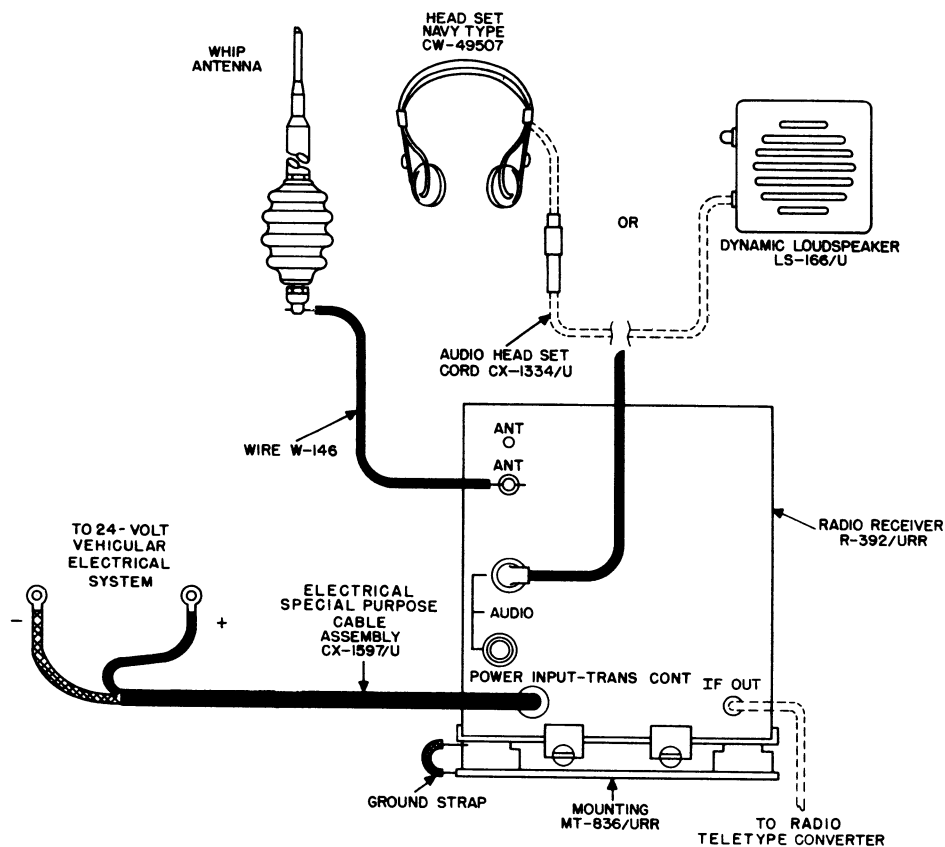 HEAD SET
NAVY TYPE
CW-49507
WHIP
ANTENNA
OR
DYNAMIC LOUDSPEAKER
LS-166/U
AUDIO HEAD SET
CORD CX-1334/U
WIRE W-146
ANT
ANT
RADIO RECEIVER
R-392/URR
TO 24-VOLT
VEHICULAR
ELECTRICAL
SYSTEM
- +
ELECTRICAL
SPECIAL PURPOSE
CABLE
ASSEMBLY
CX-1597/U
AUDIO
POWER INPUT-TRANS CONT
IF OUT
GROUND STRAP
MOUNTING
MT-836/URR
TO RADIO
TELETYPE CONVERTER